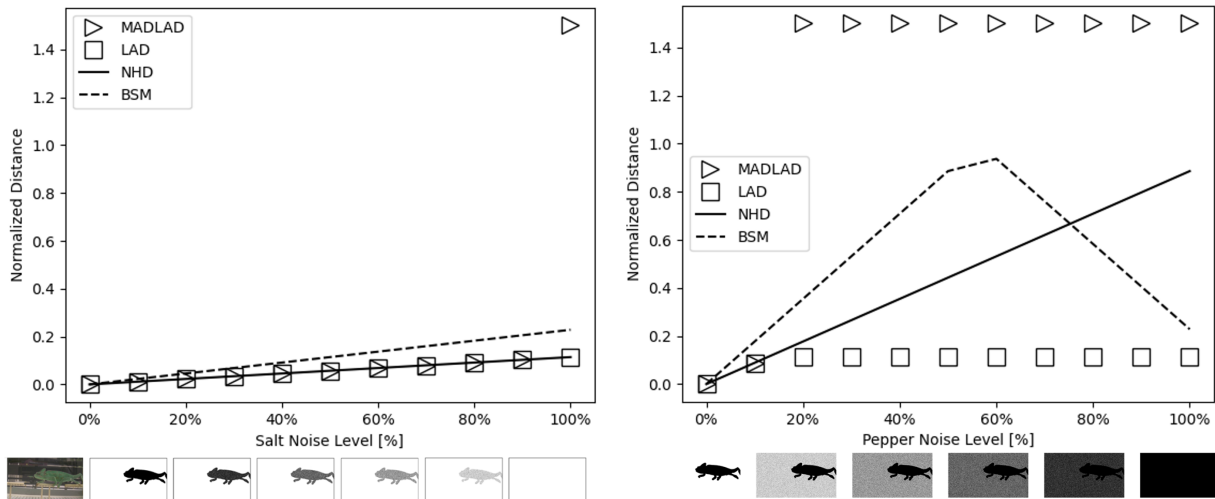 MADLAD
LAD
NHD
BSM
1.4
1.2
1.0
0.8
0.6
0.4
0.2
0.0
Normalized Distance
0% 20% 40% 60% 80% 100%
Salt Noise Level [%]
1.4
1.2
1.0
0.8
0.6
0.4
0.2
0.0
Normalized Distance
MADLAD
LAD
NHD
BSM
0% 20% 40% 60% 80% 100%
Pepper Noise Level [%]